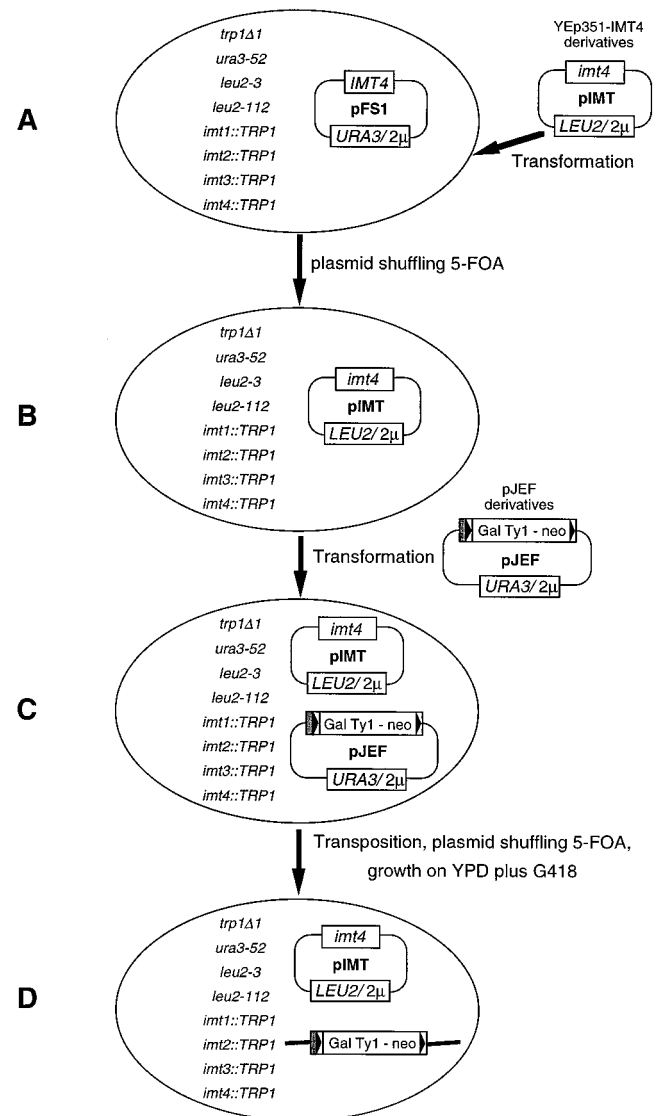 A
trp1Δ1
ura3-52
leu2-3
leu2-112
imt1::TRP1
imt2::TRP1
imt3::TRP1
imt4::TRP1
IMT4
pFS1
URA3/2μ
YEp351-IMT4
derivatives
imt4
pIMT
LEU2/2μ
Transformation
plasmid shuffling 5-FOA
B
trp1Δ1
ura3-52
leu2-3
leu2-112
imt1::TRP1
imt2::TRP1
imt3::TRP1
imt4::TRP1
imt4
pIMT
LEU2/2μ
Transformation
pJEF
derivatives
Gal Ty1 - neo
pJEF
URA3/2μ
C
trp1Δ1
ura3-52
leu2-3
leu2-112
imt1::TRP1
imt2::TRP1
imt3::TRP1
imt4::TRP1
imt4
pIMT
LEU2/2μ
Gal Ty1 - neo
pJEF
URA3/2μ
Transposition, plasmid shuffling 5-FOA,
growth on YPD plus G418
D
trp1Δ1
ura3-52
leu2-3
leu2-112
imt1::TRP1
imt2::TRP1
imt3::TRP1
imt4::TRP1
imt4
pIMT
LEU2/2μ
Gal Ty1 - neo